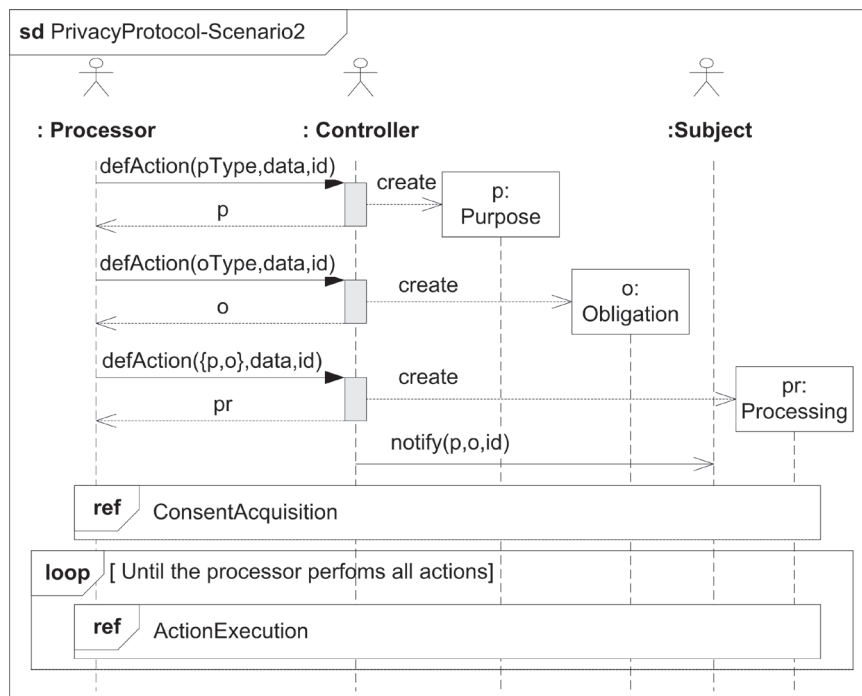 sd PrivacyProtocol-Scenario2
: Processor
: Controller
:Subject
defAction(pType,data,id)
create
p:
Purpose
p
defAction(oType,data,id)
create
o:
Obligation
o
defAction({p,o},data,id)
create
pr:
Processing
pr
notify(p,o,id)
ref ConsentAcquisition
loop [ Until the processor perfoms all actions]
ref ActionExecution